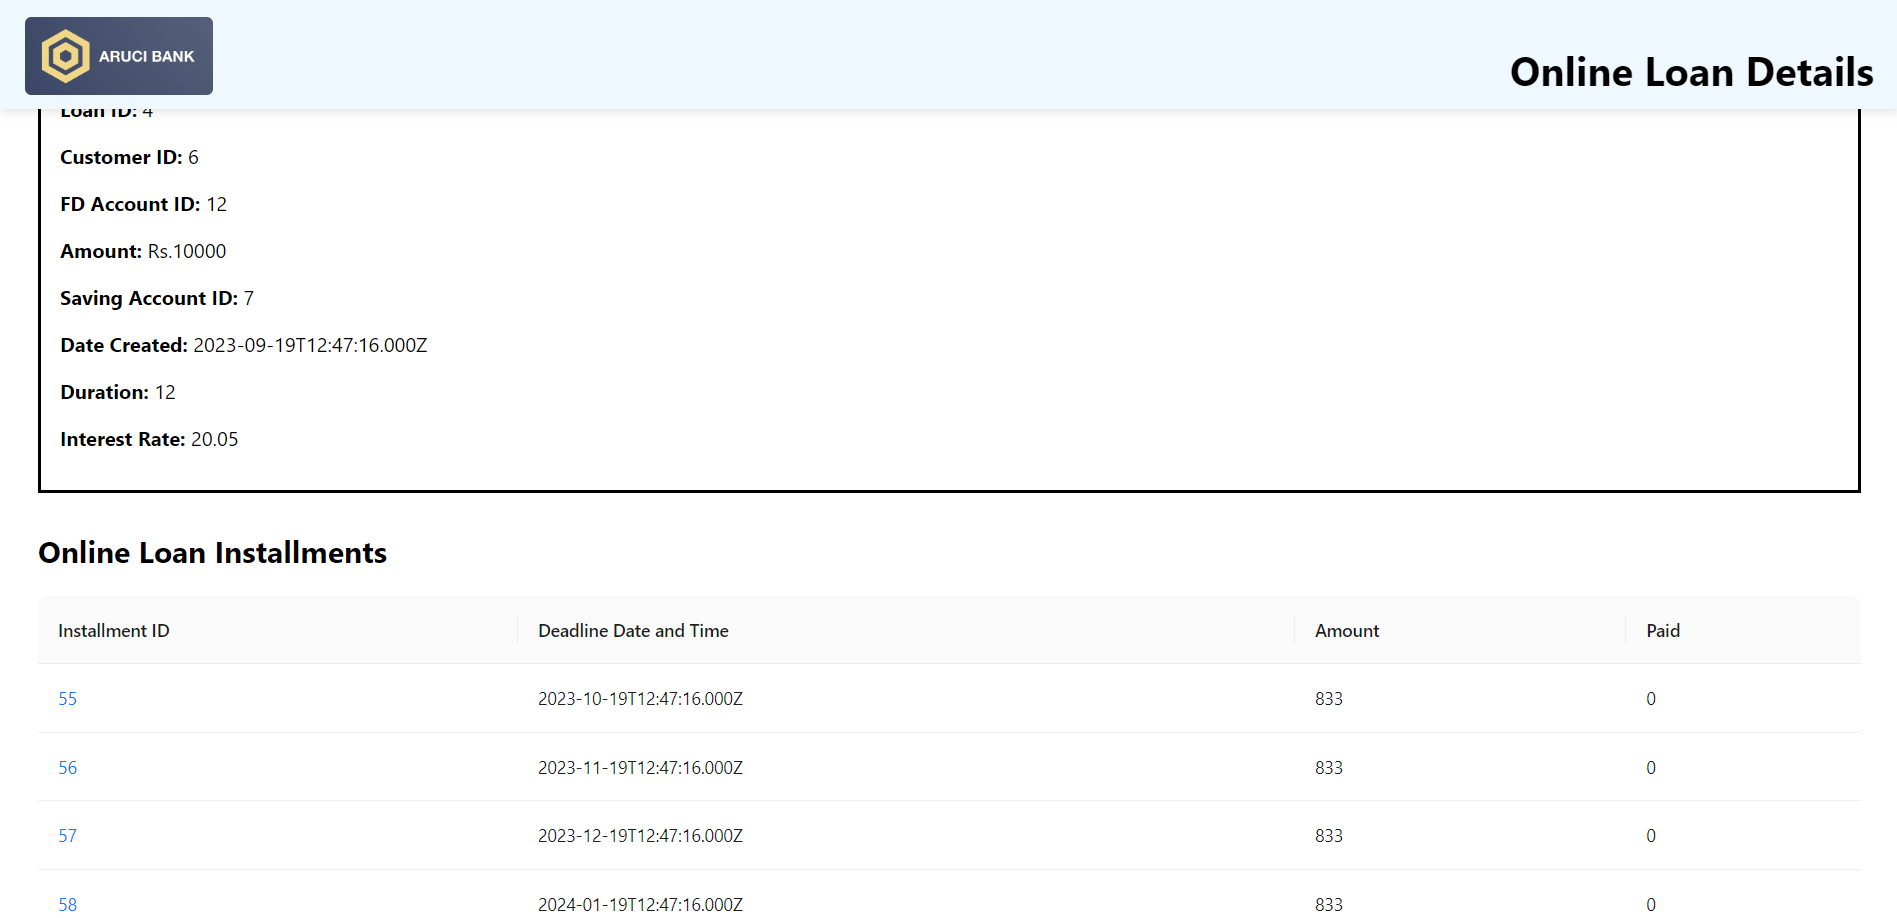 ARUCI BANK
Online Loan Details
Loan ID: 4
Customer ID: 6
FD Account ID: 12
Amount: Rs.10000
Saving Account ID: 7
Date Created: 2023-09-19T12:47:16.000Z
Duration: 12
Interest Rate: 20.05
Online Loan Installments
Installment ID Deadline Date and Time Amount Paid
55 2023-10-19T12:47:16.000Z 833 0
56 2023-11-19T12:47:16.000Z 833 0
57 2023-12-19T12:47:16.000Z 833 0
58 2024-01-19T12:47:16.000Z 833 0